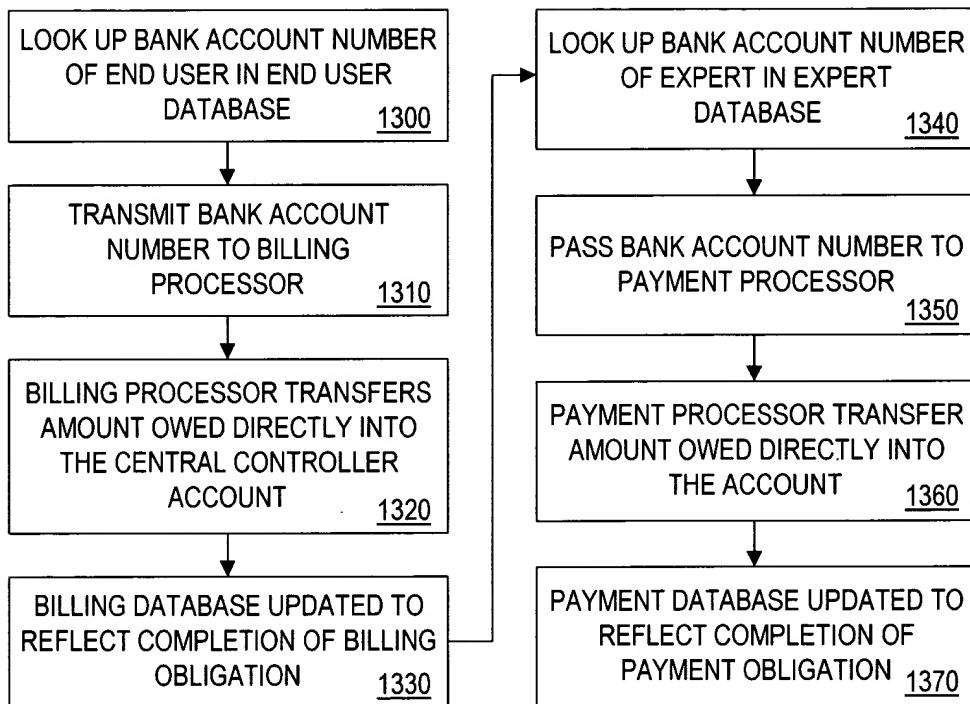 LOOK UP BANK ACCOUNT NUMBER
OF END USER IN END USER
DATABASE
1300
TRANSMIT BANK ACCOUNT
NUMBER TO BILLING
PROCESSOR
1310
BILLING PROCESSOR TRANSFERS
AMOUNT OWED DIRECTLY INTO
THE CENTRAL CONTROLLER
ACCOUNT
1320
BILLING DATABASE UPDATED TO
REFLECT COMPLETION OF BILLING
OBLIGATION
1330
LOOK UP BANK ACCOUNT NUMBER
OF EXPERT IN EXPERT
DATABASE
1340
PASS BANK ACCOUNT NUMBER TO
PAYMENT PROCESSOR
1350
PAYMENT PROCESSOR TRANSFER
AMOUNT OWED DIRECTLY INTO
THE ACCOUNT
1360
PAYMENT DATABASE UPDATED TO
REFLECT COMPLETION OF
PAYMENT OBLIGATION
1370